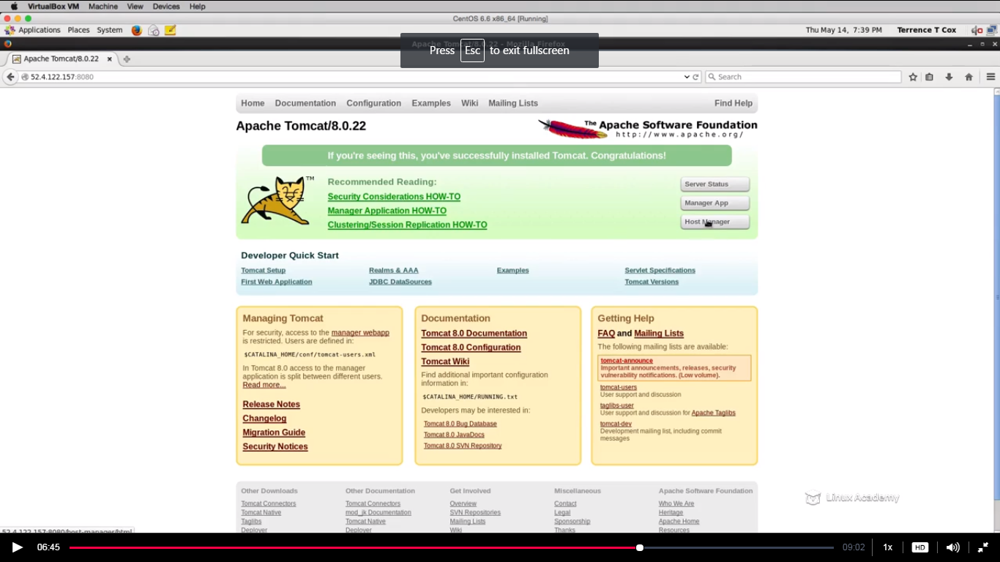 VirtualBox VM Machine View Devices Help
CentOS 6.6 x86_64 [Running]
Applications Places System Thu May 14, 7:39 PM Terrence T Cox
Apache Tomcat/8.0.22 - Mozilla Firefox
Press Esc to exit fullscreen
Apache Tomcat/8.0.22
52.4.122.157:8080 Search
Home Documentation Configuration Examples Wiki Mailing Lists Find Help
Apache Tomcat/8.0.22
The Apache Software Foundation
http://www.apache.org/
If you're seeing this, you've successfully installed Tomcat. Congratulations!
TM
Recommended Reading:
Security Considerations HOW-TO
Manager Application HOW-TO
Clustering/Session Replication HOW-TO
Server Status
Manager App
Host Manager
Developer Quick Start
Tomcat Setup Realms & AAA Examples Servlet Specifications
First Web Application JDBC DataSources Tomcat Versions
Managing Tomcat
For security, access to the manager webapp
is restricted. Users are defined in:
$CATALINA_HOME/conf/tomcat-users.xml
In Tomcat 8.0 access to the manager
application is split between different users.
Read more...
Release Notes
Changelog
Migration Guide
Security Notices
Documentation
Tomcat 8.0 Documentation
Tomcat 8.0 Configuration
Tomcat Wiki
Find additional important configuration
information in:
$CATALINA_HOME/RUNNING.txt
Developers may be interested in:
Tomcat 8.0 Bug Database
Tomcat 8.0 JavaDocs
Tomcat 8.0 SVN Repository
Getting Help
FAQ and Mailing Lists
The following mailing lists are available:
tomcat-announce
Important announcements, releases, security
vulnerability notifications. (Low volume).
tomcat-users
User support and discussion
taglibs-user
User support and discussion for Apache Taglibs
tomcat-dev
Development mailing list, including commit
messages
Other Downloads Other Documentation Get Involved Miscellaneous Apache Software Foundation
Tomcat Connectors Tomcat Connectors Overview Contact Who We Are
Tomcat Native mod_jk Documentation SVN Repositories Legal Heritage
Taglibs Tomcat Native Mailing Lists Sponsorship Apache Home
Deployer Deployer Wiki Thanks Resources
Linux Academy
52.4.122.157:8080/host-manager/html
06:45 09:02 1x HD